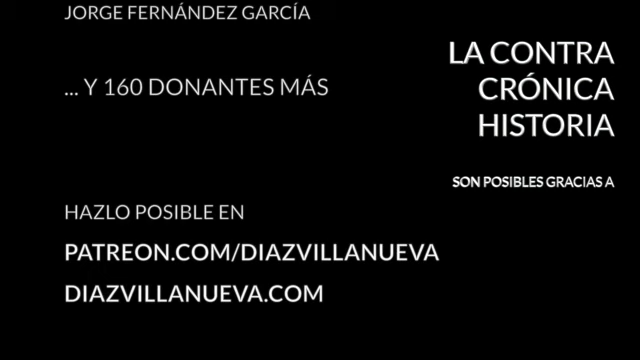 JORGE FERNÁNDEZ GARCÍA
... Y 160 DONANTES MÁS
HAZLO POSIBLE EN
PATREON.COM/DIAZVILLANUEVA
DIAZVILLANUEVA.COM
LA CONTRA
CRÓNICA
HISTORIA
SON POSIBLES GRACIAS A